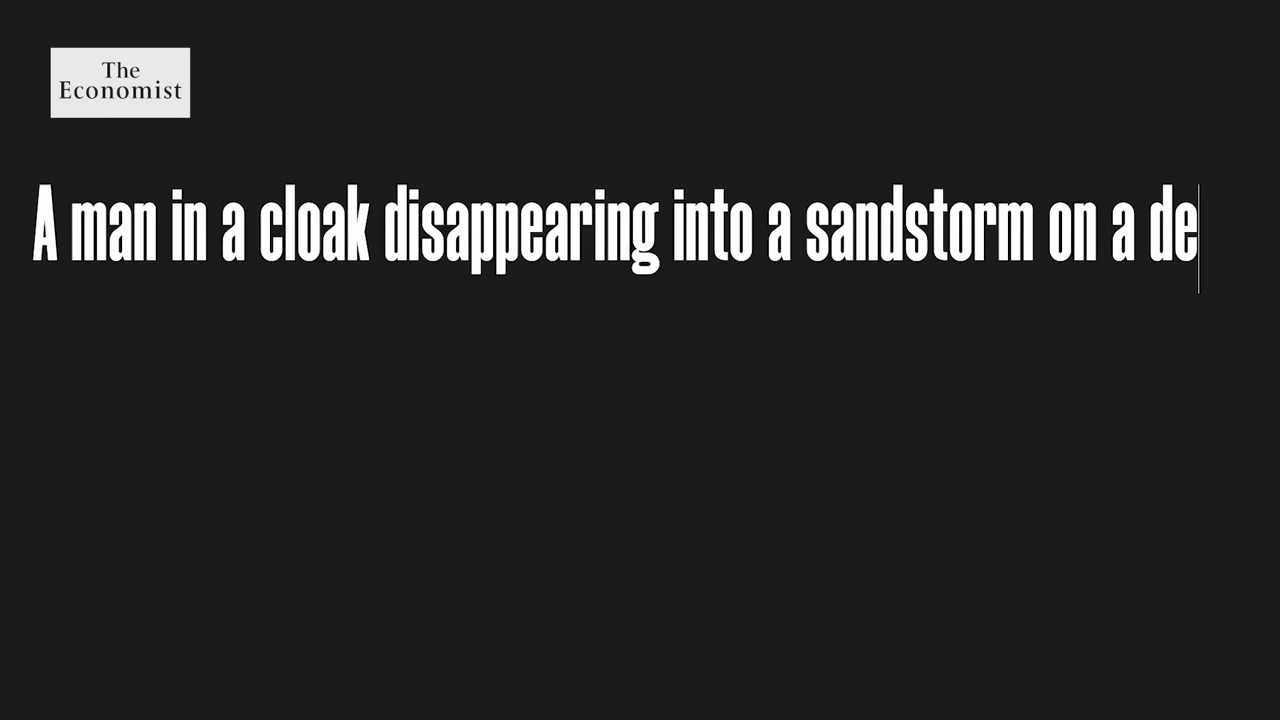 The
Economist
A man in a cloak disappearing into a sandstorm on a de